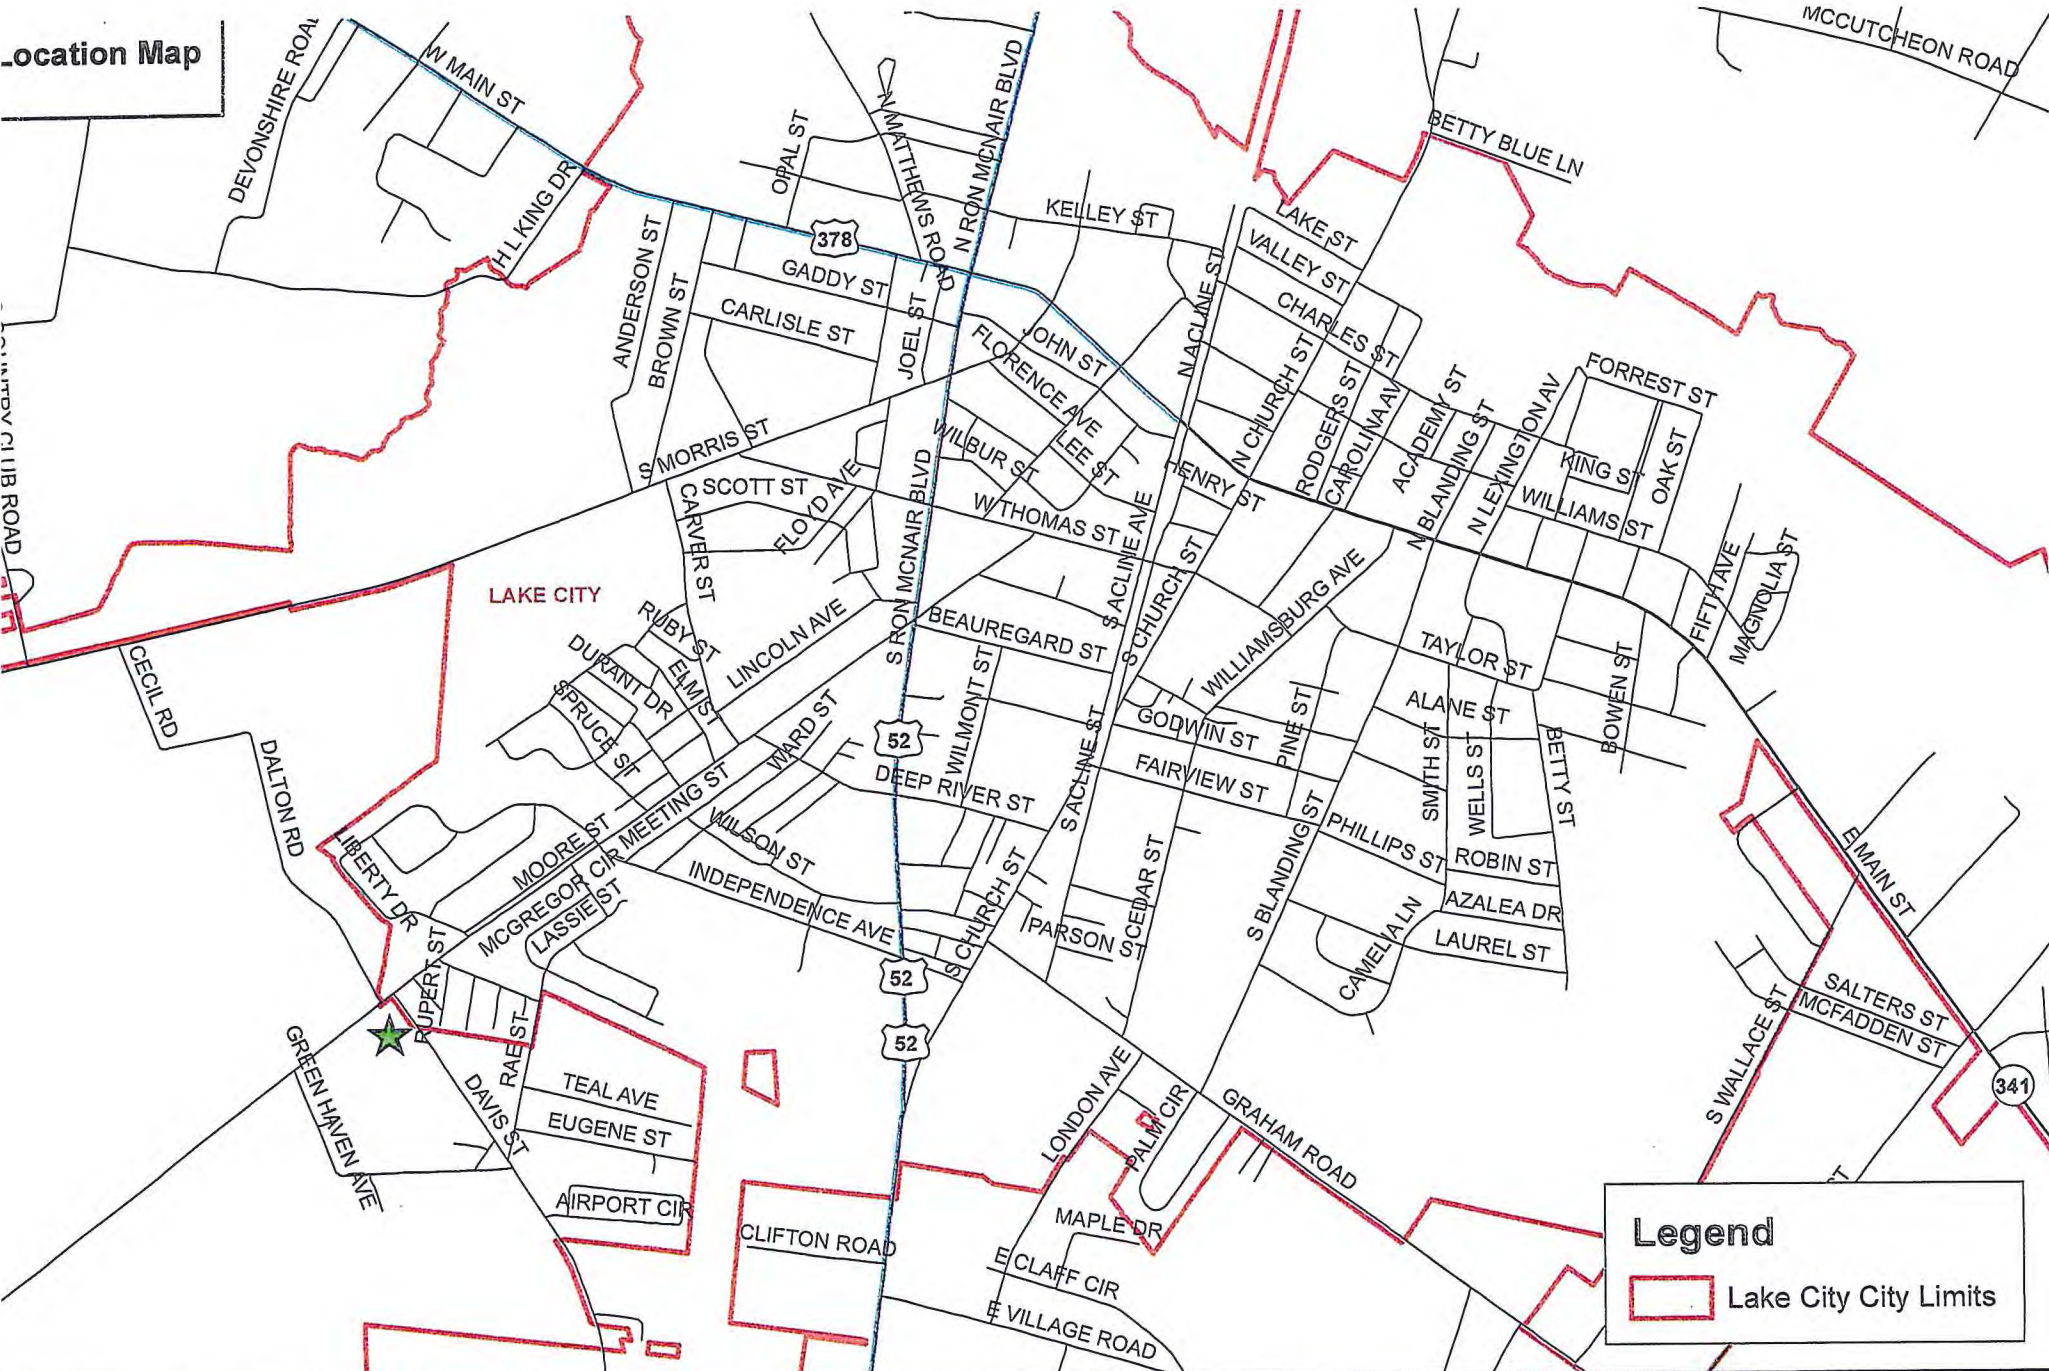 Location Map
MCCUTCHEON ROAD
DEVONSHIRE ROAD
W MAIN ST
N MATTHEWS ROAD
N RON MCNAIR BLVD
OPAL ST
BETTY BLUE LN
H L KING DR
KELLEY ST
LAKE ST
VALLEY ST
378
ANDERSON ST
BROWN ST
GADDY ST
CARLISLE ST
JOEL ST
JOHN ST
FLORENCE AVE
N ACLINE ST
CHARLES ST
N CHURCH ST
RODGERS ST
CAROLINA AV
ACADEMY ST
N BLANDING ST
N LEXINGTON AV
FORREST ST
KING ST
OAK ST
WILLIAMS ST
COUNTRY CLUB ROAD
S MORRIS ST
WILBUR ST
LEE ST
HENRY ST
SCOTT ST
CARVER ST
FLOYD AVE
S RON MCNAIR BLVD
W THOMAS ST
S ACLINE AVE
S CHURCH ST
WILLIAMSBURG AVE
FIFTH AVE
MAGNOLIA ST
LAKE CITY
RUBY ST
DURANT DR
ELM ST
SPRUCE ST
LINCOLN AVE
BEAUREGARD ST
TAYLOR ST
BOWEN ST
CECIL RD
DALTON RD
WARD ST
52
WILMONT ST
S ACLINE ST
GODWIN ST
PINE ST
ALANE ST
SMITH ST
WELLS ST
BETTY ST
DEEP RIVER ST
FAIRVIEW ST
MEETING ST
WILSON ST
LIBERTY DR
MOORE ST
MCGREGOR CIR
LASSIE ST
INDEPENDENCE AVE
S CHURCH ST
CEDAR ST
PARSON ST
S BLANDING ST
PHILLIPS ST
ROBIN ST
AZALEA DR
CAMELIA LN
LAUREL ST
E MAIN ST
RUPERT ST
52
SALTERS ST
MCFADDEN ST
S WALLACE ST
52
341
GREEN HAVEN AVE
RAE ST
DAVIS ST
TEAL AVE
EUGENE ST
AIRPORT CIR
LONDON AVE
PALM CIR
GRAHAM ROAD
CLIFTON ROAD
MAPLE DR
E CLAFF CIR
E VILLAGE ROAD
ST
Legend
Lake City City Limits